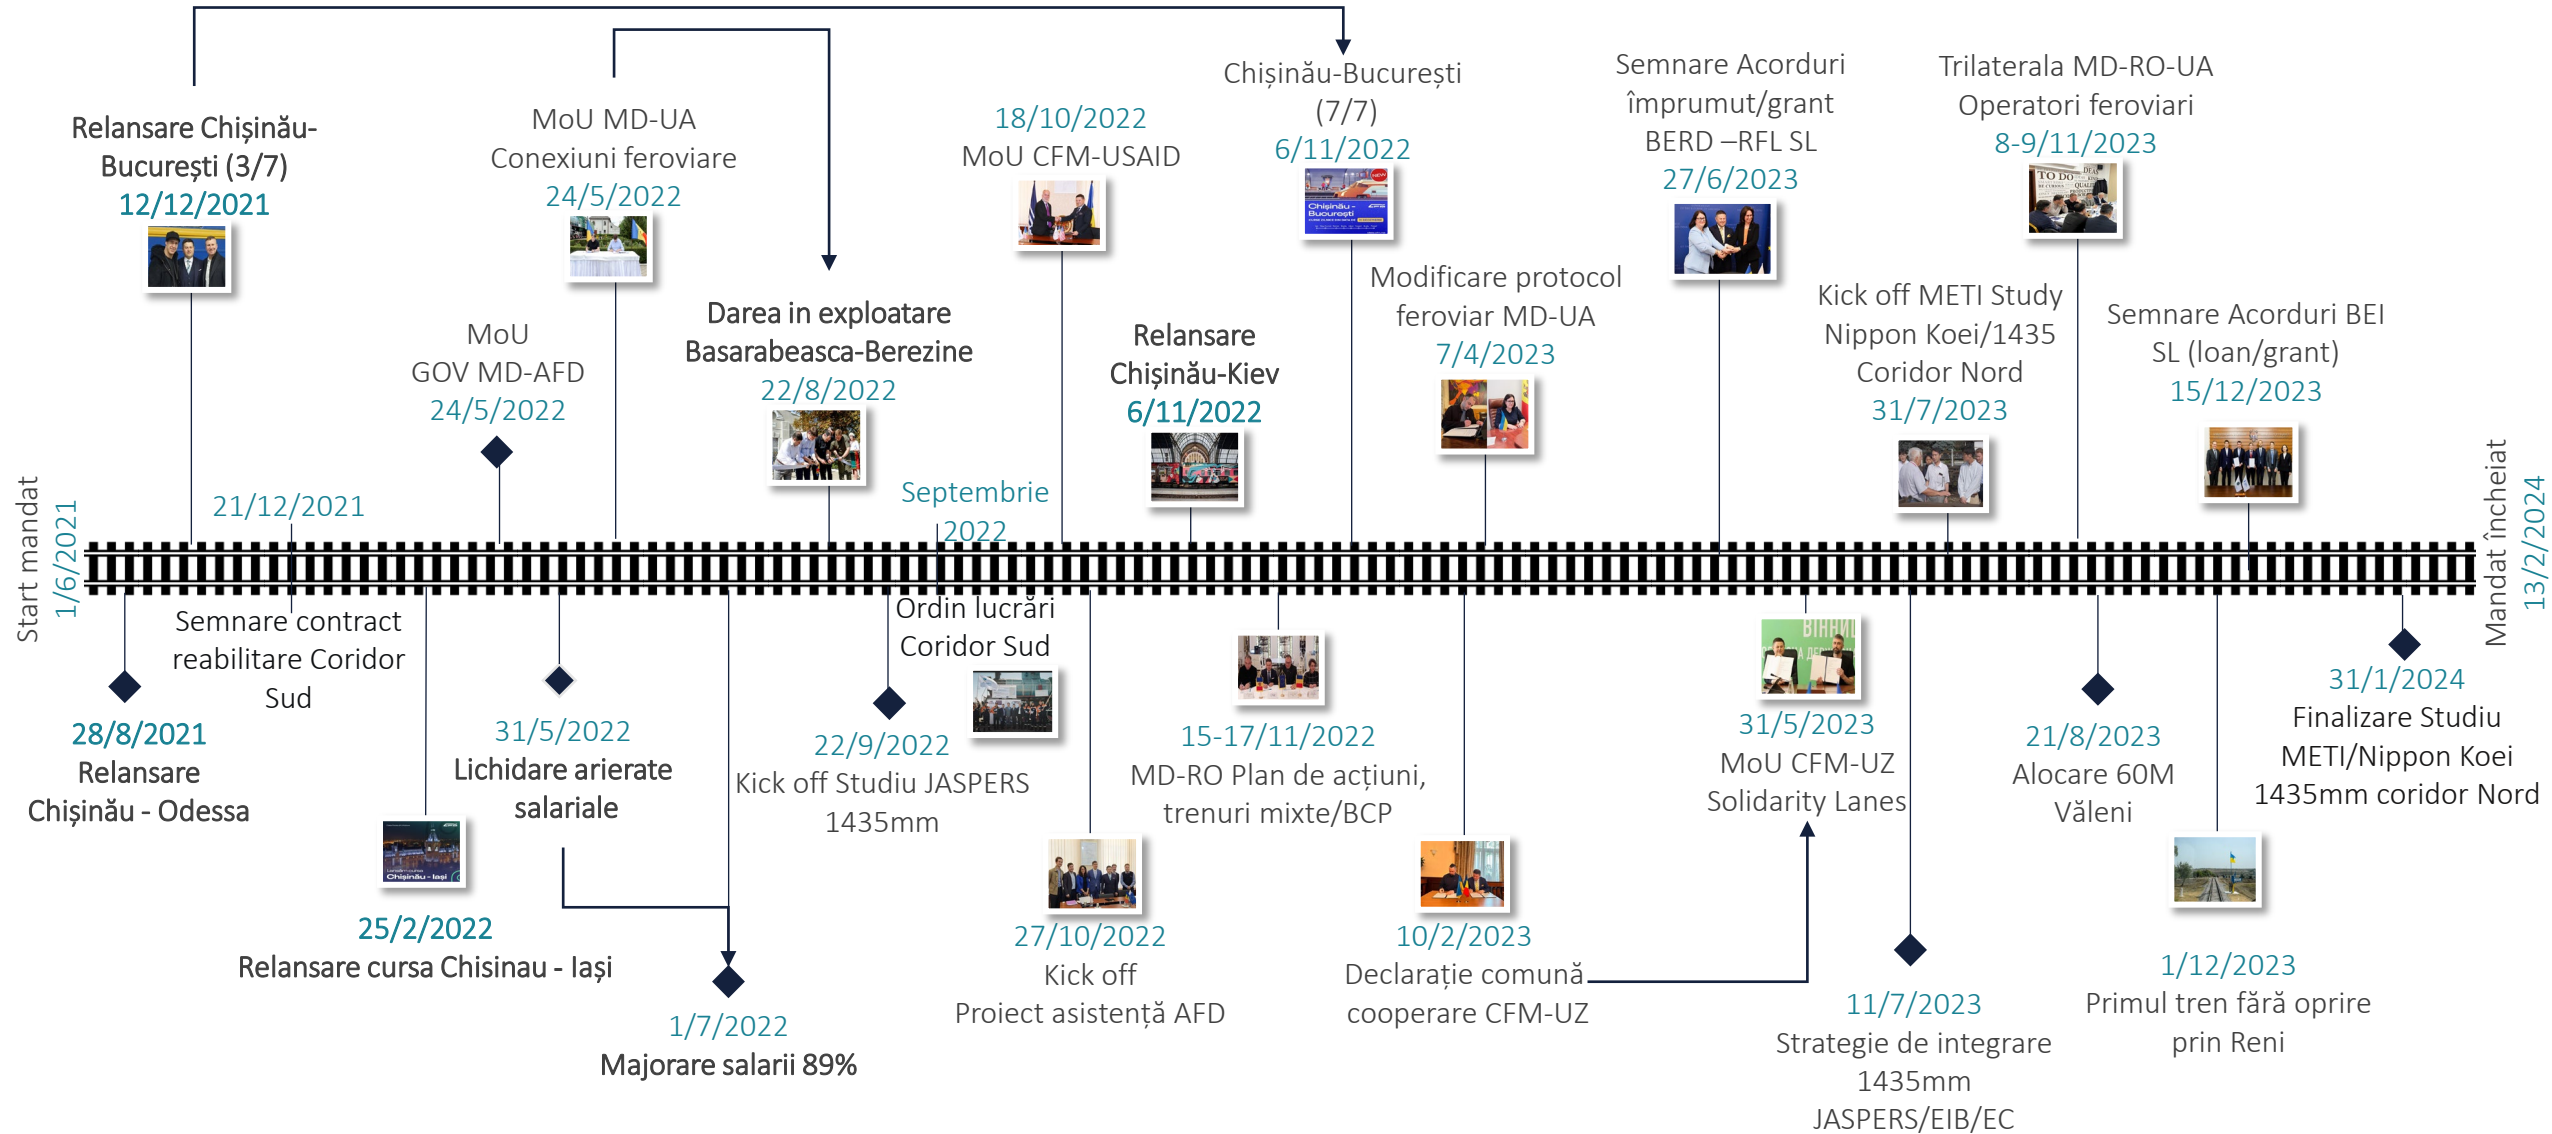 Start mandat
1/6/2021
Relansare Chișinău-
București (3/7)
12/12/2021
21/12/2021
Semnare contract
reabilitare Coridor
Sud
28/8/2021
Relansare
Chișinău - Odessa
25/2/2022
Relansare cursa Chisinau - Iași
Chișinău - Iași
MoU
GOV MD-AFD
24/5/2022
MoU MD-UA
Conexiuni feroviare
24/5/2022
31/5/2022
Lichidare arierate
salariale
1/7/2022
Majorare salarii 89%
Darea in exploatare
Basarabeasca-Berezine
22/8/2022
22/9/2022
Kick off Studiu JASPERS
1435mm
Septembrie
2022
Ordin lucrări
Coridor Sud
18/10/2022
MoU CFM-USAID
27/10/2022
Kick off
Proiect asistență AFD
Relansare
Chișinău-Kiev
6/11/2022
Chișinău-București
(7/7)
6/11/2022
NEW
Chișinău -
București
15-17/11/2022
MD-RO Plan de acțiuni,
trenuri mixte/BCP
10/2/2023
Declarație comună
cooperare CFM-UZ
Modificare protocol
feroviar MD-UA
7/4/2023
31/5/2023
MoU CFM-UZ
Solidarity Lanes
Semnare Acorduri
împrumut/grant
BERD –RFL SL
27/6/2023
11/7/2023
Strategie de integrare
1435mm
JASPERS/EIB/EC
Kick off METI Study
Nippon Koei/1435
Coridor Nord
31/7/2023
21/8/2023
Alocare 60M
Văleni
Trilaterala MD-RO-UA
Operatori feroviari
8-9/11/2023
TO DO
1/12/2023
Primul tren fără oprire
prin Reni
Semnare Acorduri BEI
SL (loan/grant)
15/12/2023
31/1/2024
Finalizare Studiu
METI/Nippon Koei
1435mm coridor Nord
Mandat încheiat
13/2/2024